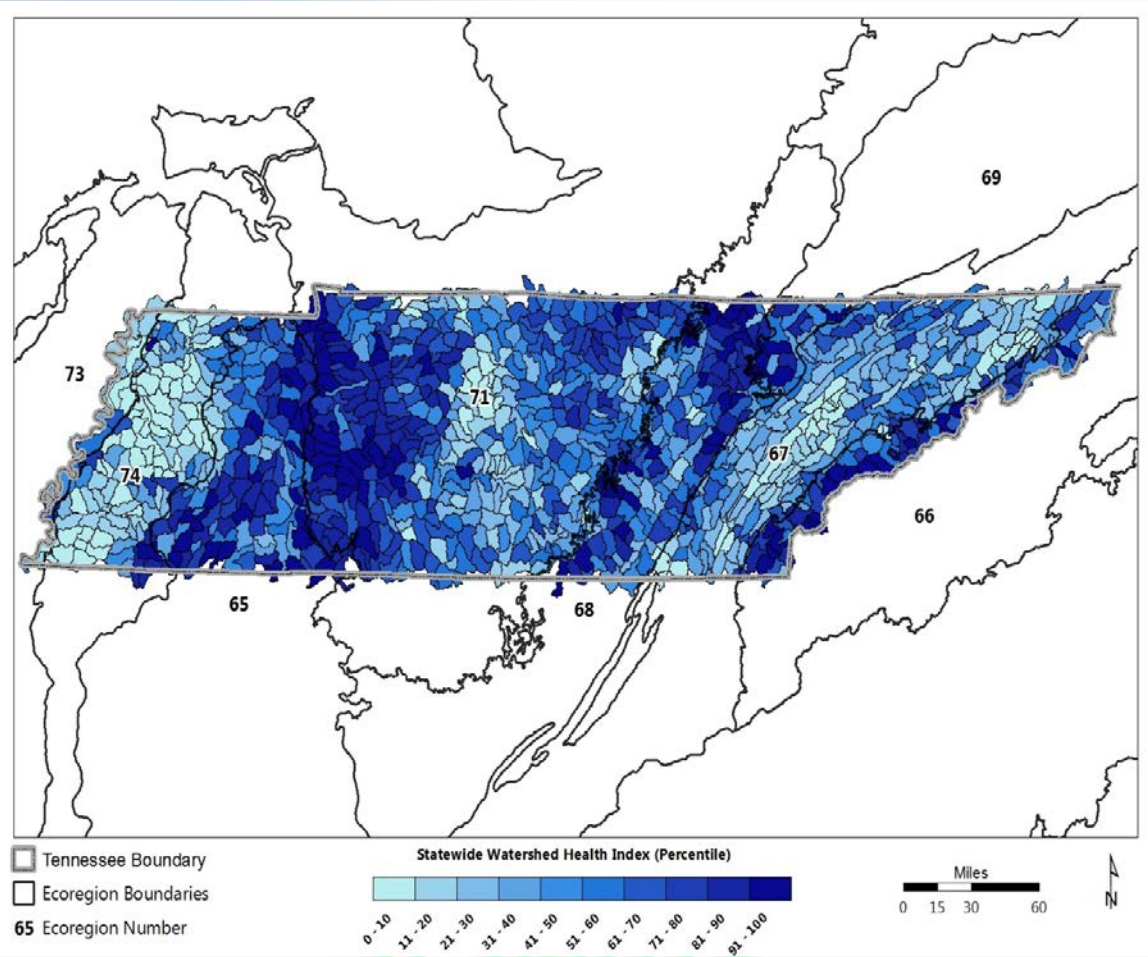 69
73
71
74
67
66
65
68
Tennessee Boundary
Ecoregion Boundaries
65 Ecoregion Number
Statewide Watershed Health Index (Percentile)
0 - 10
11 - 20
21 - 30
31 - 40
41 - 50
51 - 60
61 - 70
71 - 80
81 - 90
91 - 100
Miles
0 15 30 60
N